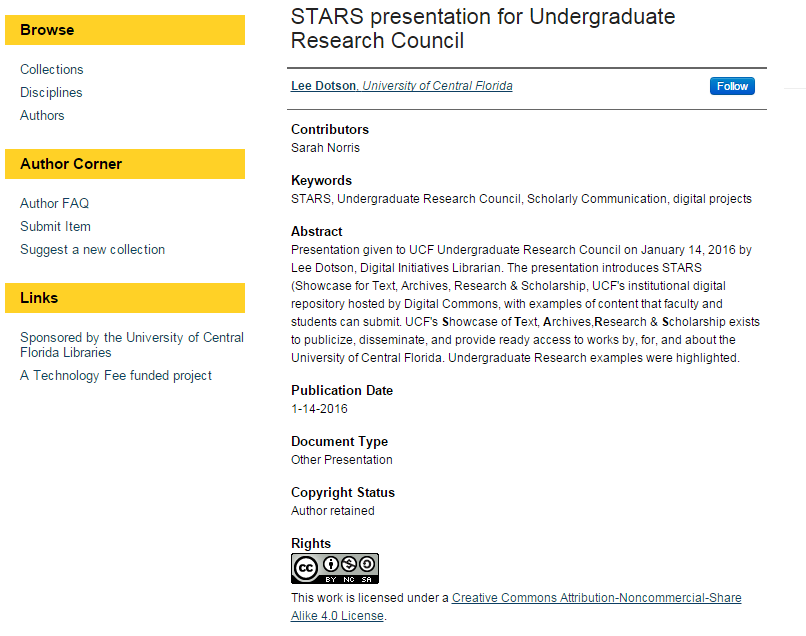 Browse
Collections
Disciplines
Authors
Author Corner
Author FAQ
Submit Item
Suggest a new collection
Links
Sponsored by the University of Central
Florida Libraries
A Technology Fee funded project
STARS presentation for Undergraduate
Research Council
Lee Dotson, University of Central Florida
Follow
Contributors
Sarah Norris
Keywords
STARS, Undergraduate Research Council, Scholarly Communication, digital projects
Abstract
Presentation given to UCF Undergraduate Research Council on January 14, 2016 by
Lee Dotson, Digital Initiatives Librarian. The presentation introduces STARS
(Showcase for Text, Archives, Research & Scholarship, UCF's institutional digital
repository hosted by Digital Commons, with examples of content that faculty and
students can submit. UCF's Showcase of Text, Archives,Research & Scholarship exists
to publicize, disseminate, and provide ready access to works by, for, and about the
University of Central Florida. Undergraduate Research examples were highlighted.
Publication Date
1-14-2016
Document Type
Other Presentation
Copyright Status
Author retained
Rights
cc BY NC SA
This work is licensed under a Creative Commons Attribution-Noncommercial-Share
Alike 4.0 License.